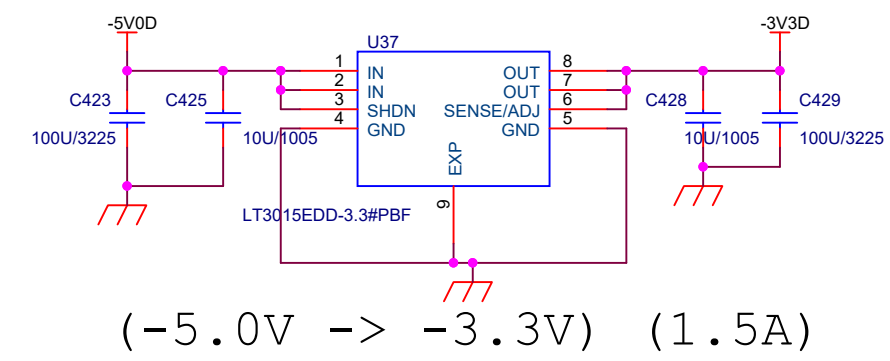 -5V0D
-3V3D
U37
1 IN OUT 8
2 IN OUT 7
3 SHDN SENSE/ADJ 6
4 GND GND 5
C423
100U/3225
C425
10U/1005
C428
10U/1005
C429
100U/3225
EXP
9
LT3015EDD-3.3#PBF
(-5.0V -> -3.3V) (1.5A)